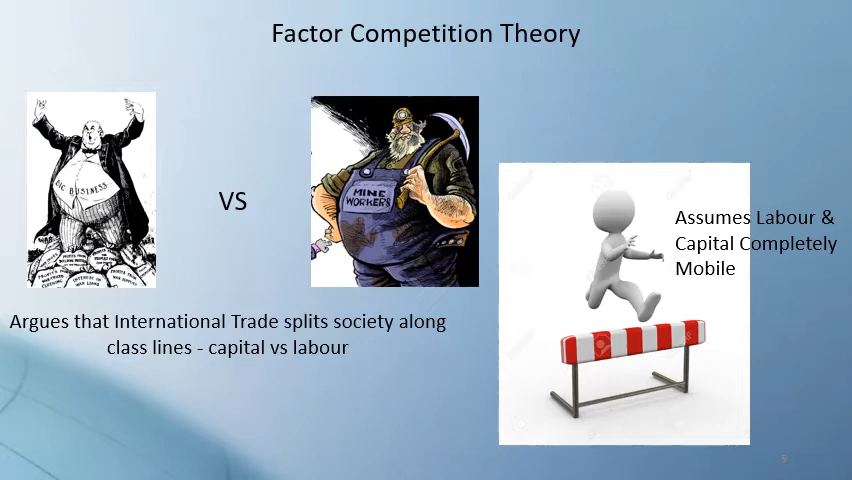 Factor Competition Theory
BIG BUSINESS
VS
MINE
WORKERS
Assumes Labour &
Capital Completely
Mobile
Argues that International Trade splits society along
class lines - capital vs labour
5